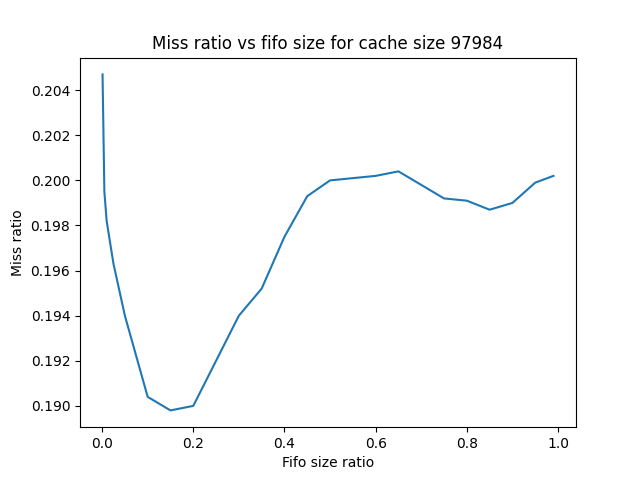 Miss ratio vs fifo size for cache size 97984
0.204
0.202
0.200
0.198
0.196
0.194
0.192
0.190
Miss ratio
0.0 0.2 0.4 0.6 0.8 1.0
Fifo size ratio